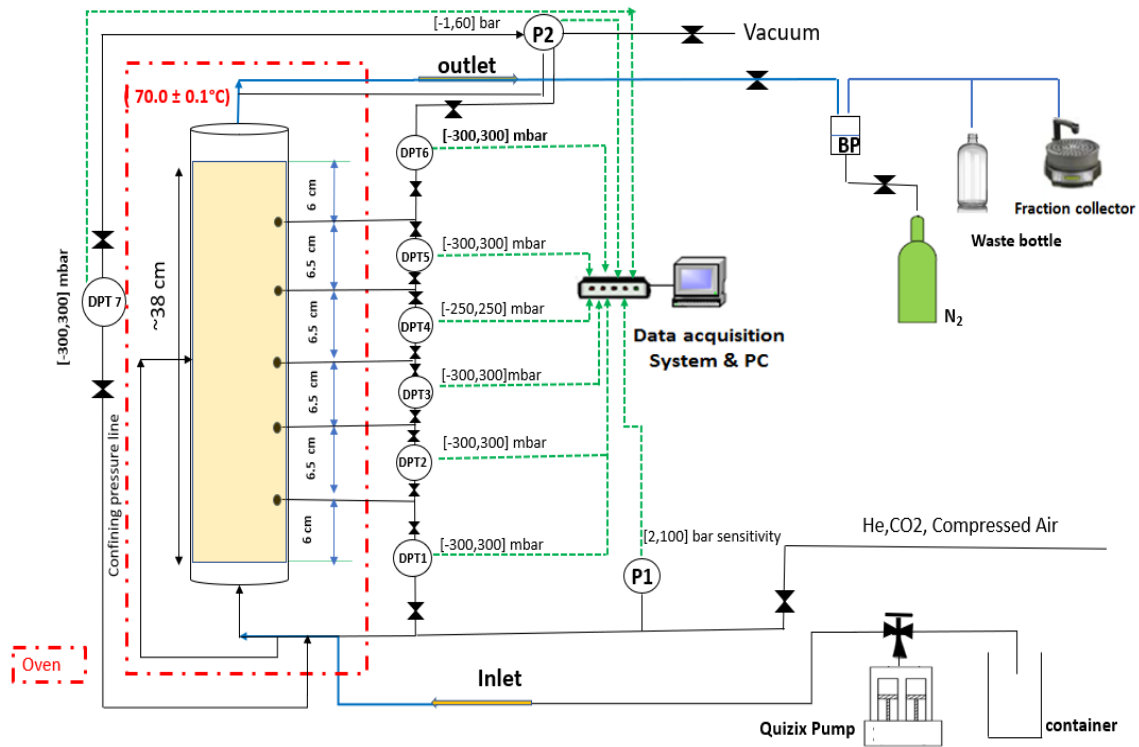 [-1,60] bar
P2
Vacuum
outlet
( 70.0 ± 0.1°C)
DPT6
[-300,300] mbar
BP
6 cm
Fraction collector
Waste bottle
DPT5
[-300,300] mbar
6.5 cm
N2
[-300,300] mbar
DPT 7
~38 cm
DPT4
[-250,250] mbar
6.5 cm
Data acquisition
System & PC
DPT3
[-300,300]mbar
6.5 cm
Confining pressure line
DPT2
[-300,300] mbar
6.5 cm
6 cm
DPT1
[-300,300] mbar
[2,100] bar sensitivity
P1
He,CO2, Compressed Air
Oven
Inlet
Quizix Pump
container